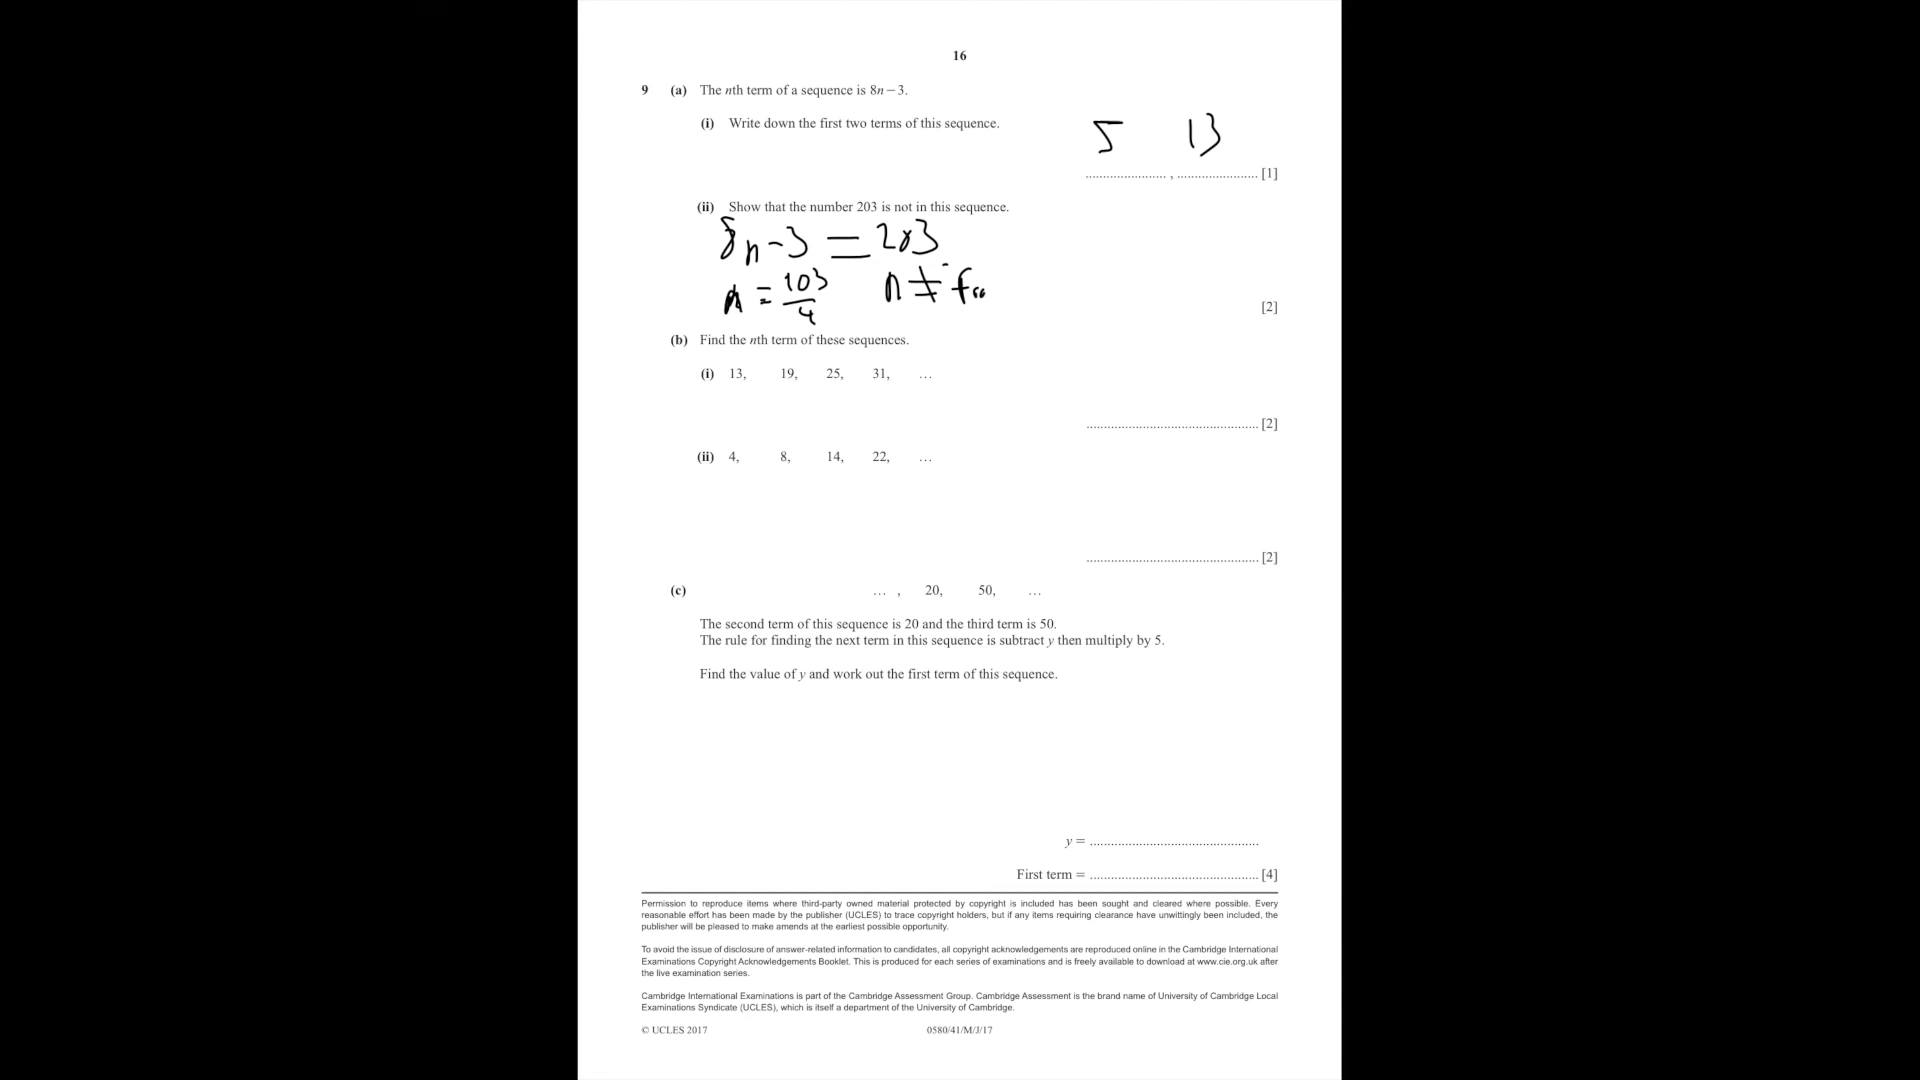 16
9 (a) The nth term of a sequence is 8n − 3.
(i) Write down the first two terms of this sequence.
5 13
........................ , ........................ [1]
(ii) Show that the number 203 is not in this sequence.
8n − 3 = 203
n = 103/4 n ≠
[2]
(b) Find the nth term of these sequences.
(i) 13, 19, 25, 31, …
................................................. [2]
(ii) 4, 8, 14, 22, …
................................................. [2]
(c) … , 20, 50, …
The second term of this sequence is 20 and the third term is 50.
The rule for finding the next term in this sequence is subtract y then multiply by 5.
Find the value of y and work out the first term of this sequence.
y = .................................................
First term = ................................................. [4]
Permission to reproduce items where third-party owned material protected by copyright is included has been sought and cleared where possible. Every
reasonable effort has been made by the publisher (UCLES) to trace copyright holders, but if any items requiring clearance have unwittingly been included, the
publisher will be pleased to make amends at the earliest possible opportunity.
To avoid the issue of disclosure of answer-related information to candidates, all copyright acknowledgements are reproduced online in the Cambridge International
Examinations Copyright Acknowledgements Booklet. This is produced for each series of examinations and is freely available to download at www.cie.org.uk after
the live examination series.
Cambridge International Examinations is part of the Cambridge Assessment Group. Cambridge Assessment is the brand name of University of Cambridge Local
Examinations Syndicate (UCLES), which is itself a department of the University of Cambridge.
© UCLES 2017 0580/41/M/J/17